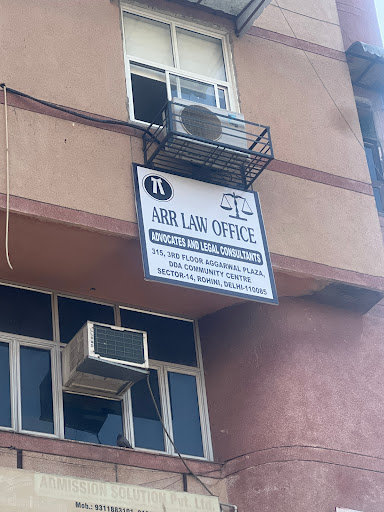 ARR LAW OFFICE
ADVOCATES AND LEGAL CONSULTANTS
315, 3RD FLOOR AGGARWAL PLAZA,
DDA COMMUNITY CENTRE
SECTOR-14, ROHINI, DELHI-110085
ADMISSION SOLUTION Pvt. Ltd.
Mob.: